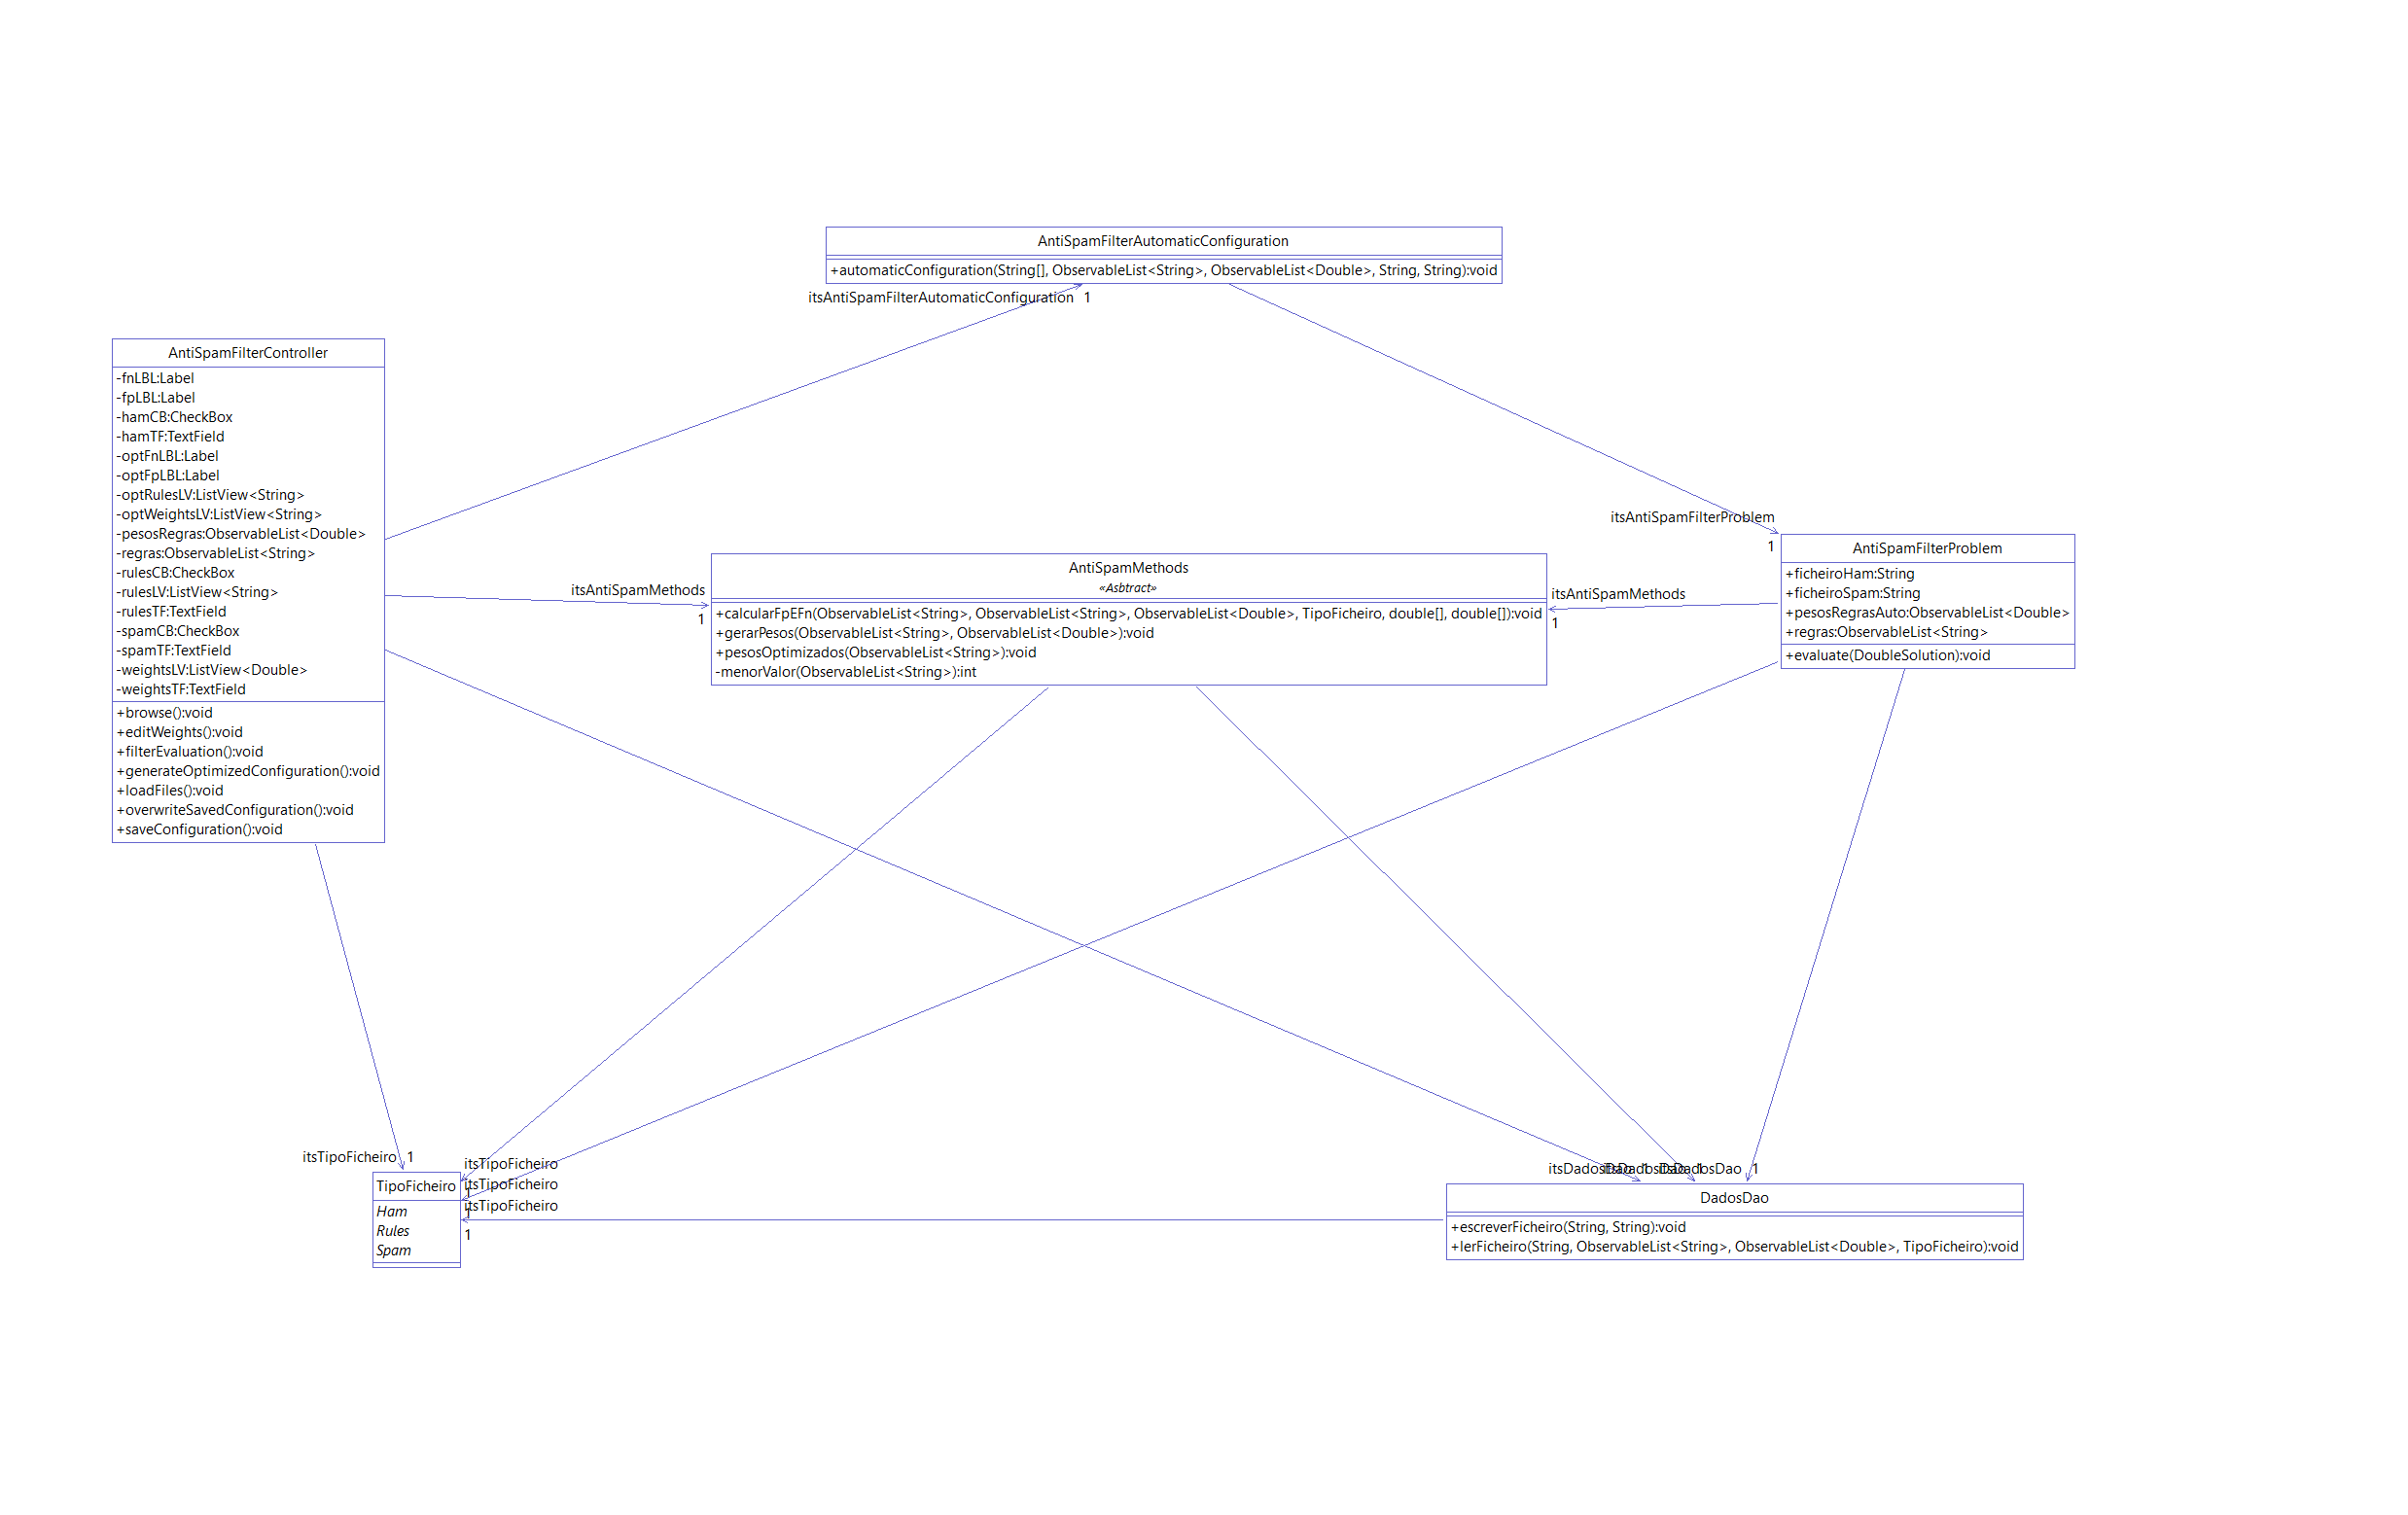 AntiSpamFilterAutomaticConfiguration
+automaticConfiguration(String[], ObservableList<String>, ObservableList<Double>, String, String):void
itsAntiSpamFilterAutomaticConfiguration 1
AntiSpamFilterController
-fnLBL:Label
-fpLBL:Label
-hamCB:CheckBox
-hamTF:TextField
-optFnLBL:Label
-optFpLBL:Label
-optRulesLV:ListView<String>
-optWeightsLV:ListView<String>
-pesosRegras:ObservableList<Double>
-regras:ObservableList<String>
-rulesCB:CheckBox
-rulesLV:ListView<String>
-rulesTF:TextField
-spamCB:CheckBox
-spamTF:TextField
-weightsLV:ListView<Double>
-weightsTF:TextField
+browse():void
+editWeights():void
+filterEvaluation():void
+generateOptimizedConfiguration():void
+loadFiles():void
+overwriteSavedConfiguration():void
+saveConfiguration():void
itsAntiSpamMethods
1
AntiSpamMethods
«Asbtract»
+calcularFpEFn(ObservableList<String>, ObservableList<String>, ObservableList<Double>, TipoFicheiro, double[], double[]):void
+gerarPesos(ObservableList<String>, ObservableList<Double>):void
+pesosOptimizados(ObservableList<String>):void
-menorValor(ObservableList<String>):int
itsAntiSpamFilterProblem
1
itsAntiSpamMethods
1
AntiSpamFilterProblem
+ficheiroHam:String
+ficheiroSpam:String
+pesosRegrasAuto:ObservableList<Double>
+regras:ObservableList<String>
+evaluate(DoubleSolution):void
itsTipoFicheiro 1
itsTipoFicheiro
1
itsTipoFicheiro
1
itsTipoFicheiro
1
TipoFicheiro
Ham
Rules
Spam
itsDadosDao 1
itsDadosDao 1
itsDadosDao 1
DadosDao
+escreverFicheiro(String, String):void
+lerFicheiro(String, ObservableList<String>, ObservableList<Double>, TipoFicheiro):void